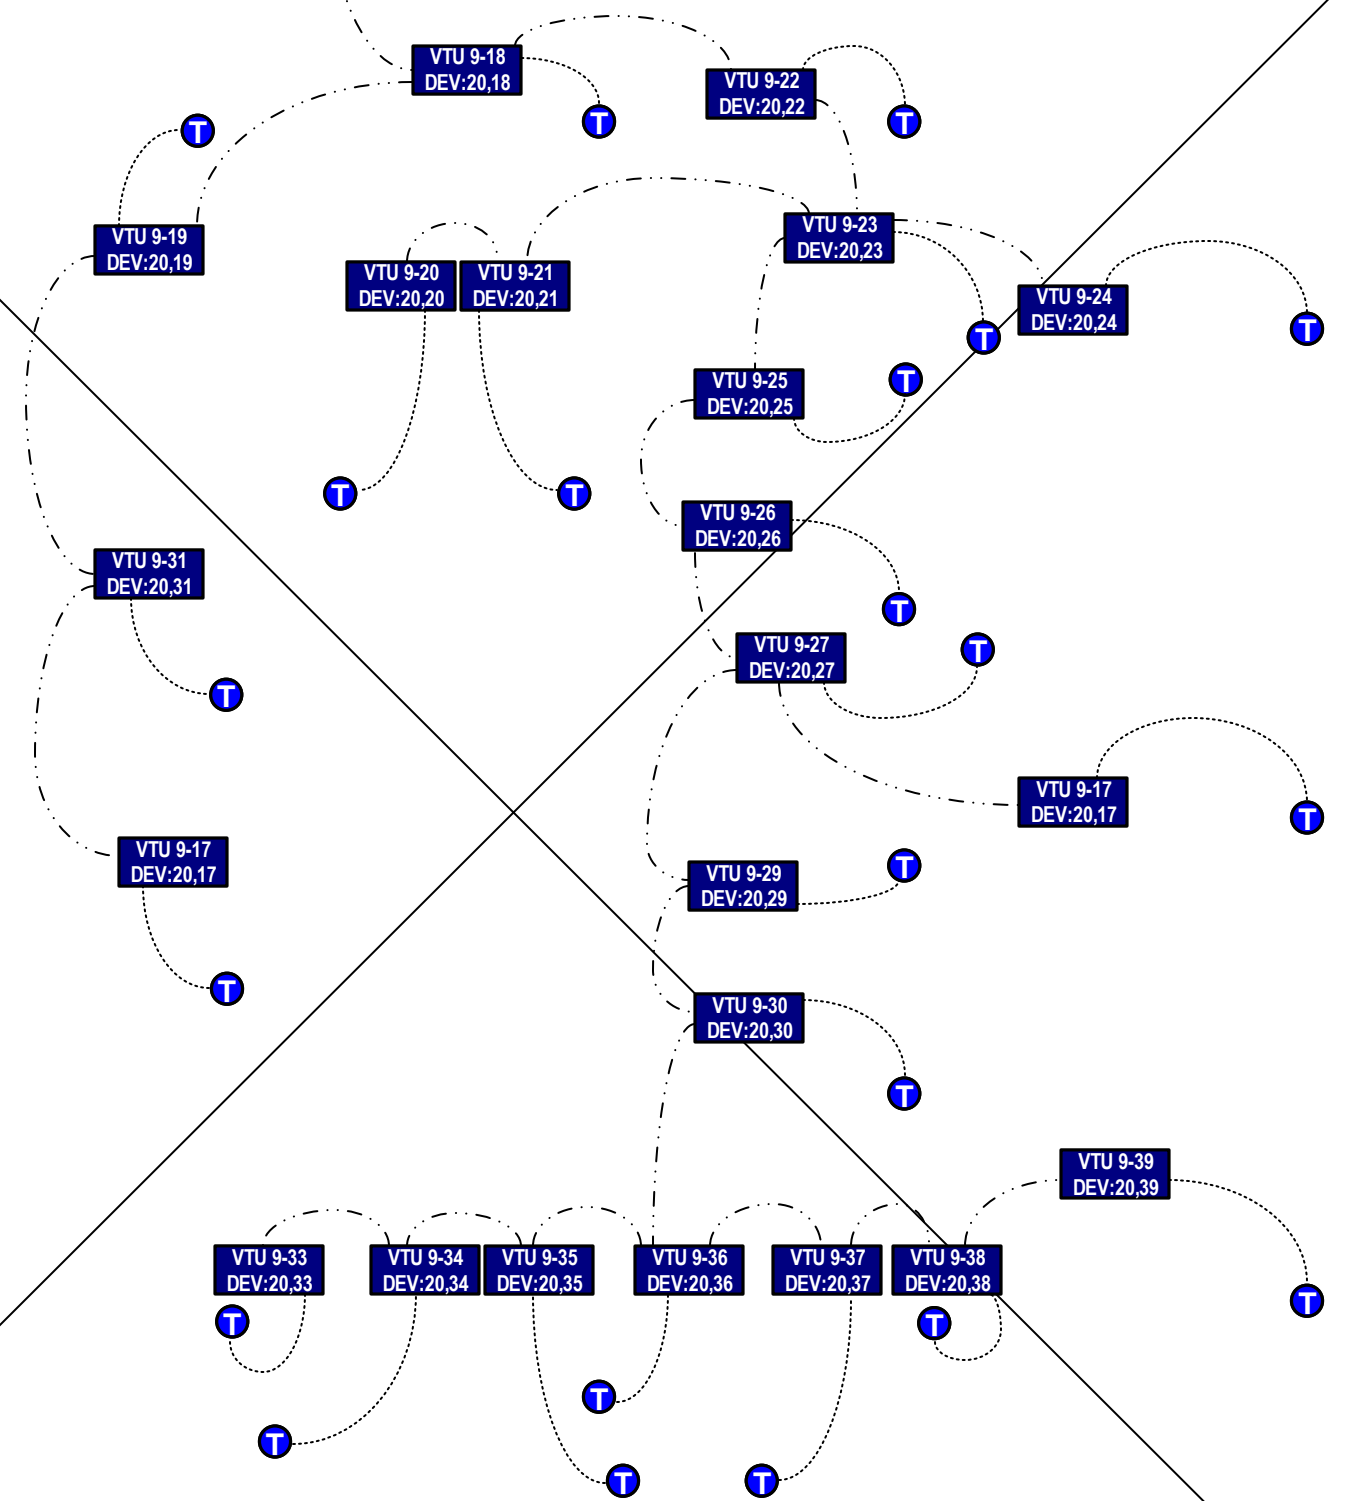 VTU 9-18
DEV:20,18
VTU 9-22
DEV:20,22
T
T
T
VTU 9-19
DEV:20,19
VTU 9-23
DEV:20,23
VTU 9-20
DEV:20,20
VTU 9-21
DEV:20,21
VTU 9-24
DEV:20,24
T
T
VTU 9-25
DEV:20,25
T
T
T
VTU 9-26
DEV:20,26
VTU 9-31
DEV:20,31
T
VTU 9-27
DEV:20,27
T
T
VTU 9-17
DEV:20,17
T
VTU 9-17
DEV:20,17
VTU 9-29
DEV:20,29
T
T
VTU 9-30
DEV:20,30
T
VTU 9-39
DEV:20,39
VTU 9-33
DEV:20,33
VTU 9-34
DEV:20,34
VTU 9-35
DEV:20,35
VTU 9-36
DEV:20,36
VTU 9-37
DEV:20,37
VTU 9-38
DEV:20,38
T
T
T
T
T
T
T